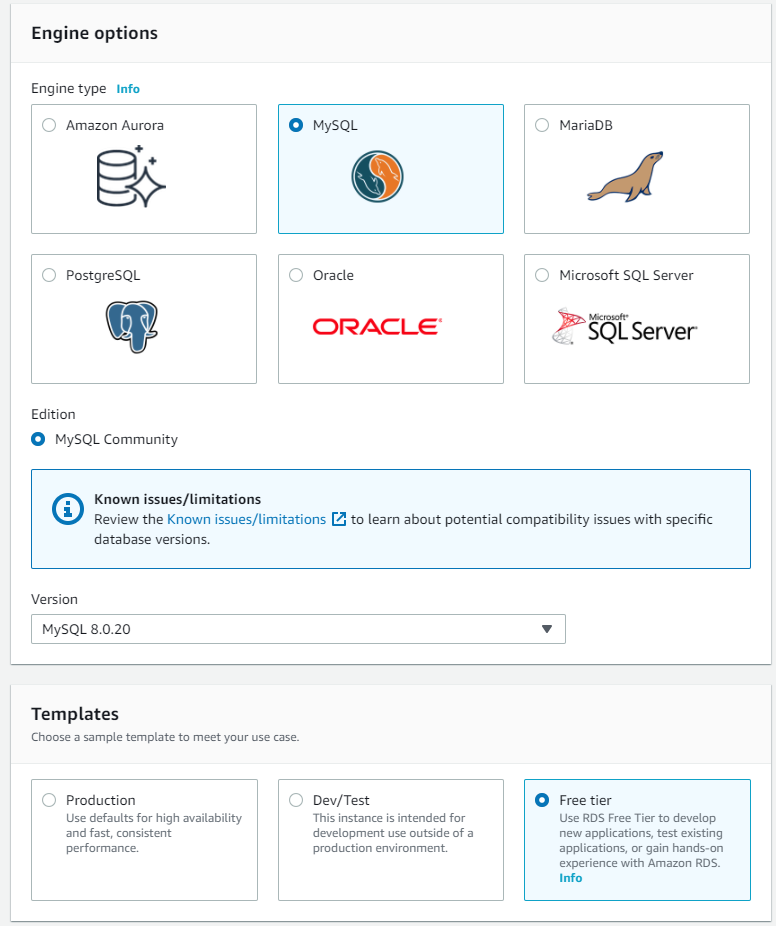 Engine options
Engine type Info
Amazon Aurora
MySQL
MariaDB
PostgreSQL
Oracle
ORACLE®
Microsoft SQL Server
Microsoft®
SQL Server®
Edition
MySQL Community
Known issues/limitations
Review the Known issues/limitations to learn about potential compatibility issues with specific
database versions.
Version
MySQL 8.0.20
Templates
Choose a sample template to meet your use case.
Production
Use defaults for high availability
and fast, consistent
performance.
Dev/Test
This instance is intended for
development use outside of a
production environment.
Free tier
Use RDS Free Tier to develop
new applications, test existing
applications, or gain hands-on
experience with Amazon RDS.
Info